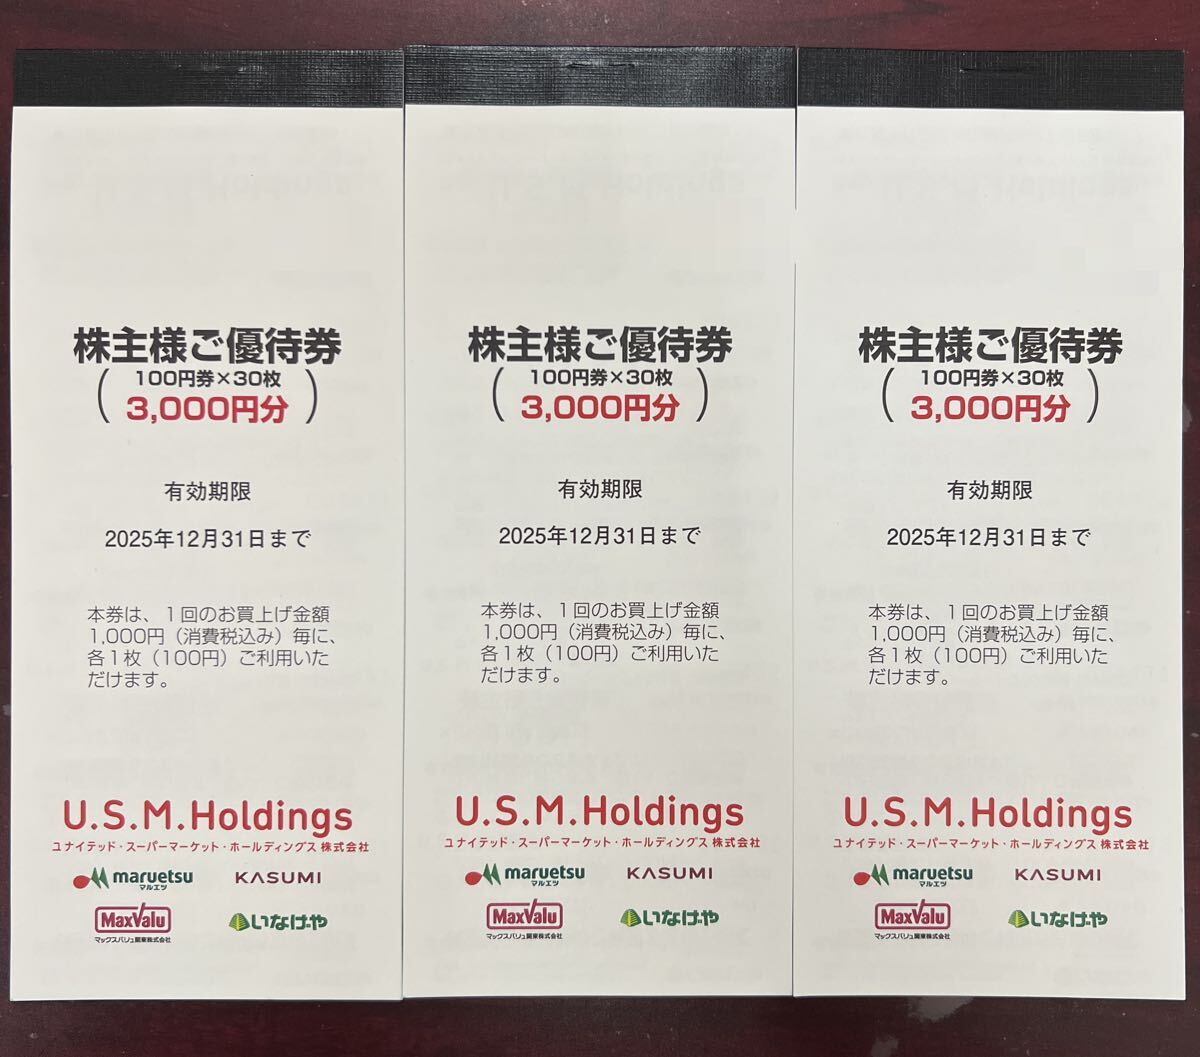 株主様ご優待券
100円券×30枚
（3,000円分）
有効期限
2025年12月31日まで
本券は、１回のお買上げ金額
1,000円（消費税込み）毎に、
各１枚（100円）ご利用いた
だけます。
U.S.M.Holdings
ユナイテッド・スーパーマーケット・ホールディングス 株式会社
maruetsu
マルエツ
KASUMI
MaxValu
マックスバリュ関東株式会社
いなげや
株主様ご優待券
100円券×30枚
（3,000円分）
有効期限
2025年12月31日まで
本券は、１回のお買上げ金額
1,000円（消費税込み）毎に、
各１枚（100円）ご利用いた
だけます。
U.S.M.Holdings
ユナイテッド・スーパーマーケット・ホールディングス 株式会社
maruetsu
マルエツ
KASUMI
MaxValu
マックスバリュ関東株式会社
いなげや
株主様ご優待券
100円券×30枚
（3,000円分）
有効期限
2025年12月31日まで
本券は、１回のお買上げ金額
1,000円（消費税込み）毎に、
各１枚（100円）ご利用いた
だけます。
U.S.M.Holdings
ユナイテッド・スーパーマーケット・ホールディングス 株式会社
maruetsu
マルエツ
KASUMI
MaxValu
マックスバリュ関東株式会社
いなげや